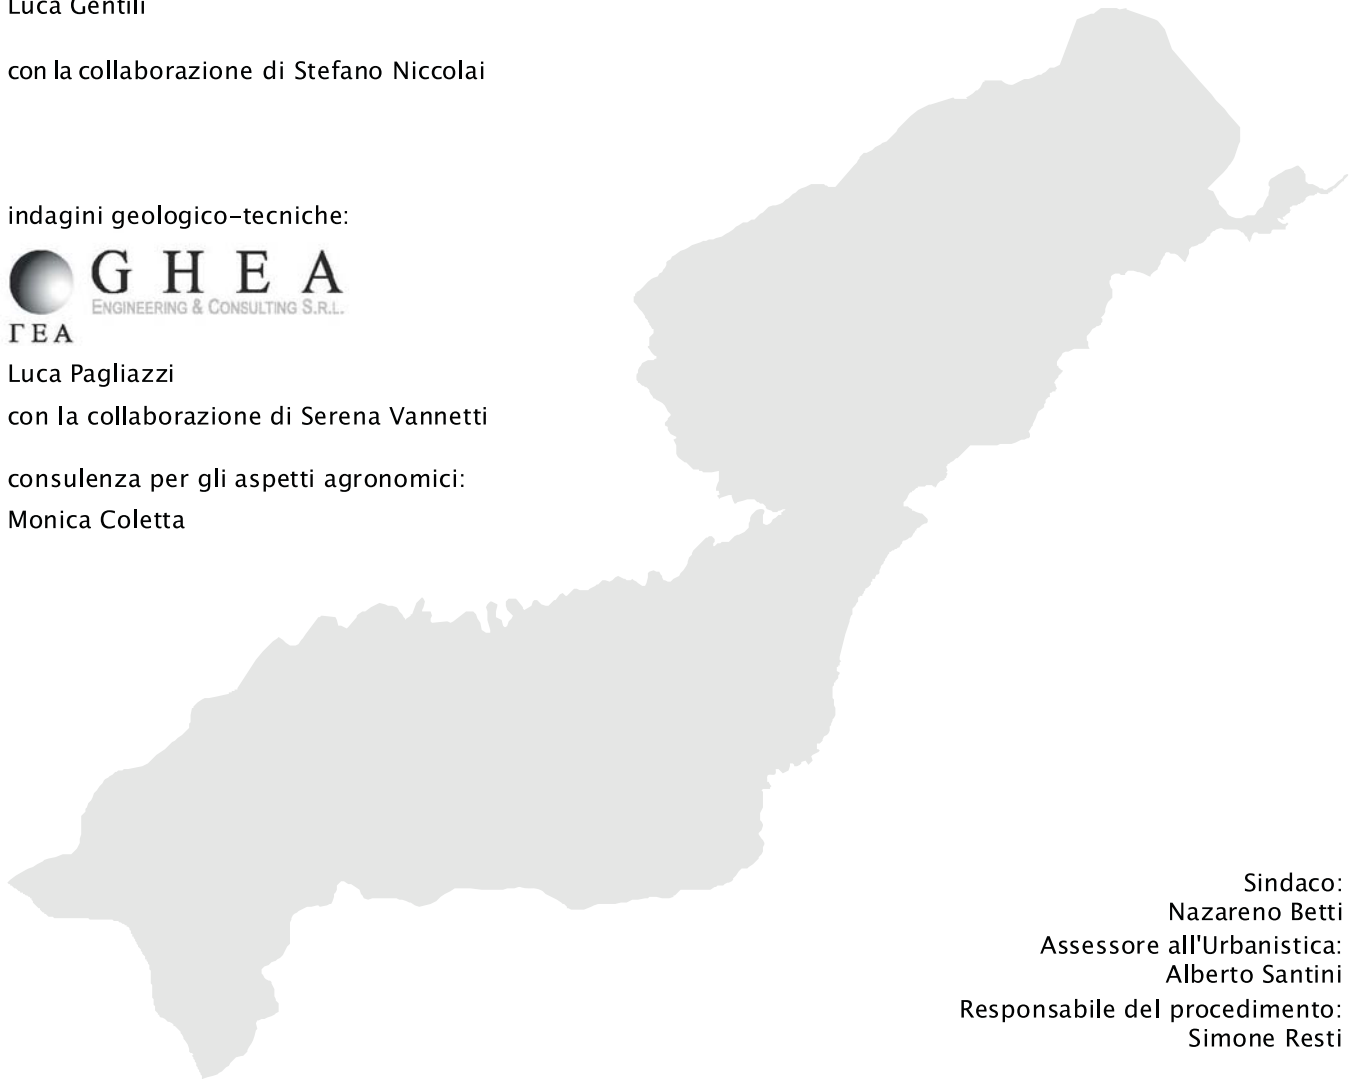 Luca Gentili
con la collaborazione di Stefano Niccolai
indagini geologico-tecniche:
GHEA
ENGINEERING & CONSULTING S.R.L.
ΓΕΑ
Luca Pagliazzi
con la collaborazione di Serena Vannetti
consulenza per gli aspetti agronomici:
Monica Coletta
Sindaco:
Nazareno Betti
Assessore all'Urbanistica:
Alberto Santini
Responsabile del procedimento:
Simone Resti